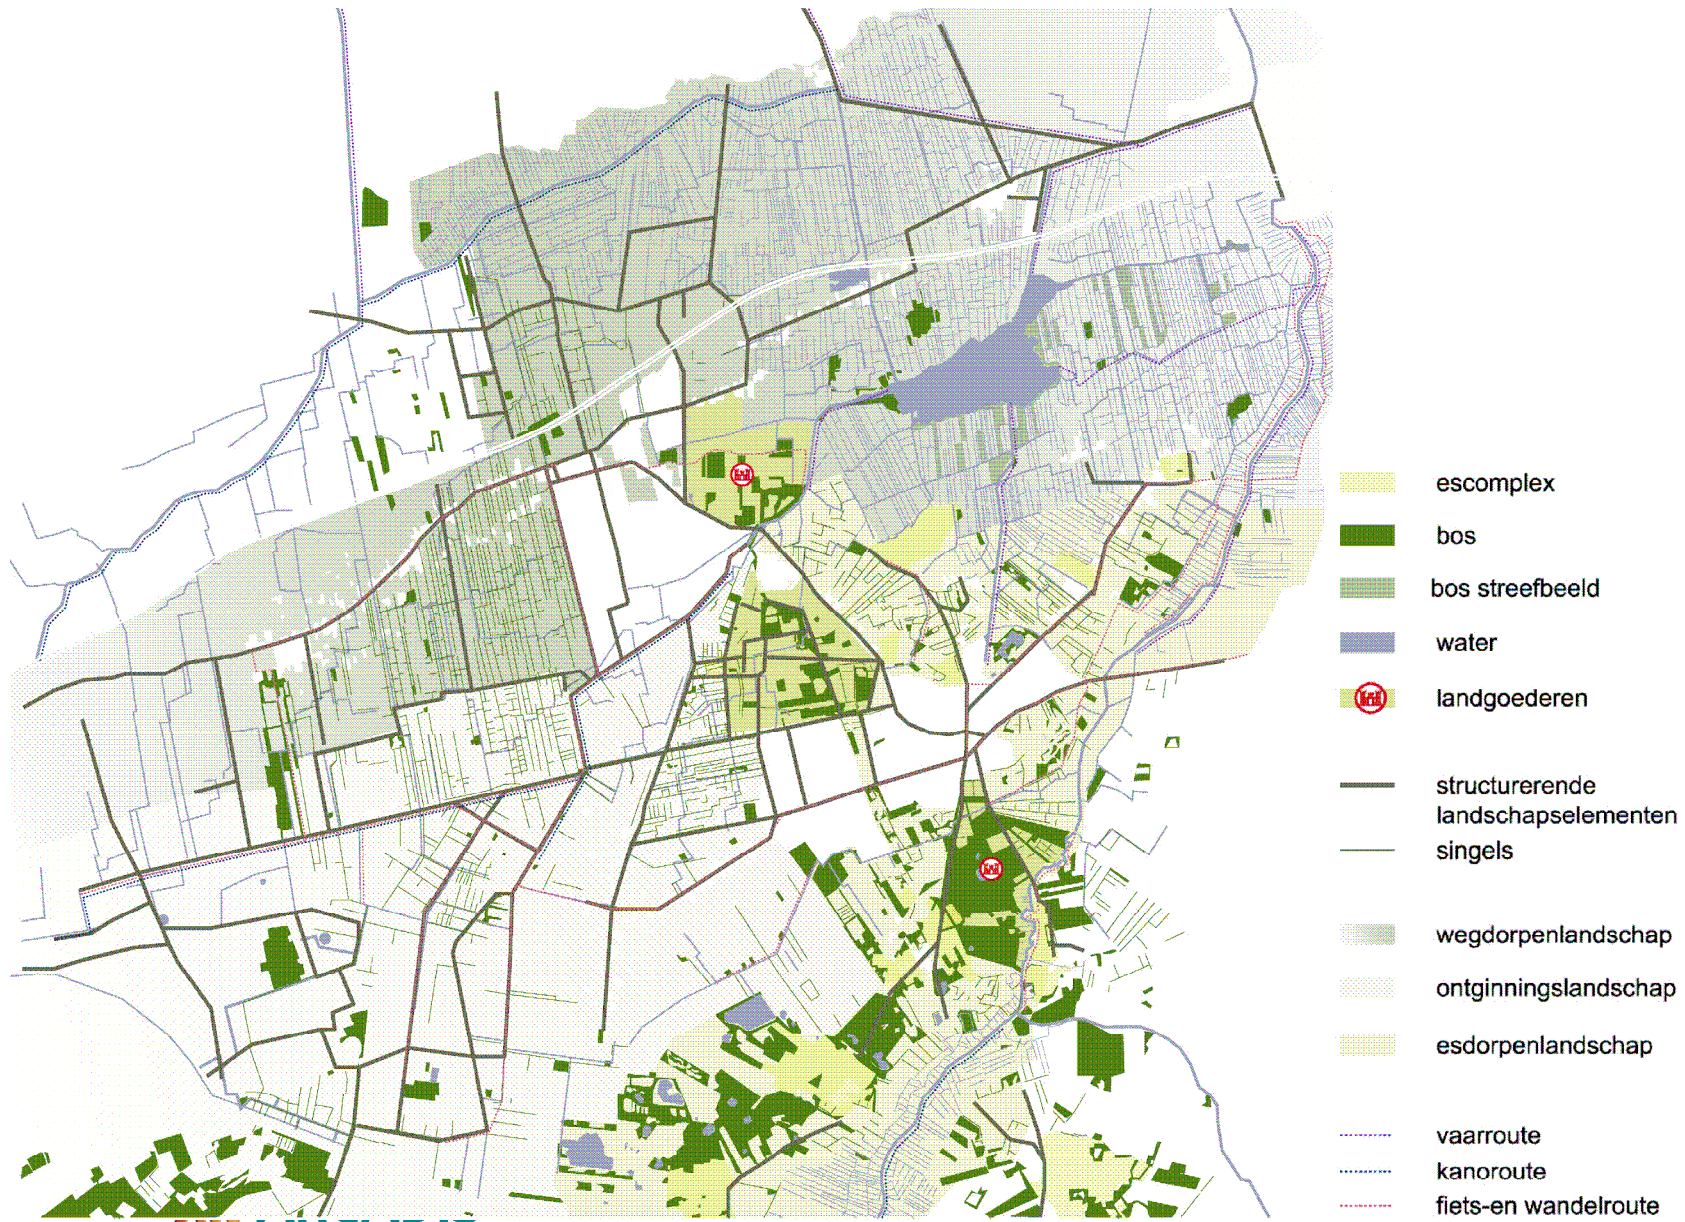 escomplex
bos
bos streefbeeld
water
landgoederen
structurerende
landschapselementen
singels
wegdorpenlandschap
ontginningslandschap
esdorpenlandschap
vaarroute
kanoroute
fiets-en wandelroute